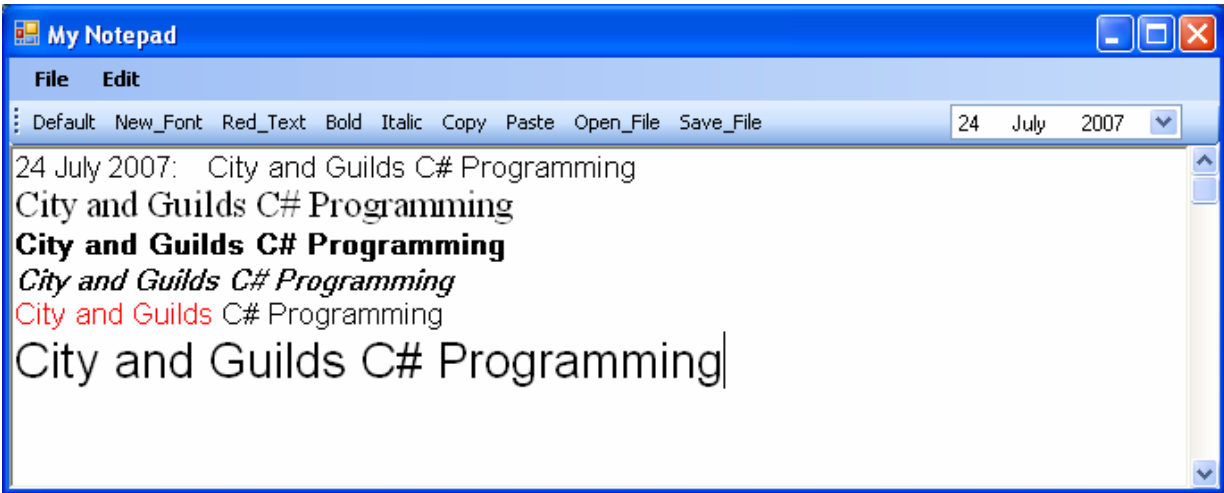 My Notepad
File Edit
Default New_Font Red_Text Bold Italic Copy Paste Open_File Save_File 24 July 2007
24 July 2007: City and Guilds C# Programming
City and Guilds C# Programming
City and Guilds C# Programming
City and Guilds C# Programming
City and Guilds C# Programming
City and Guilds C# Programming